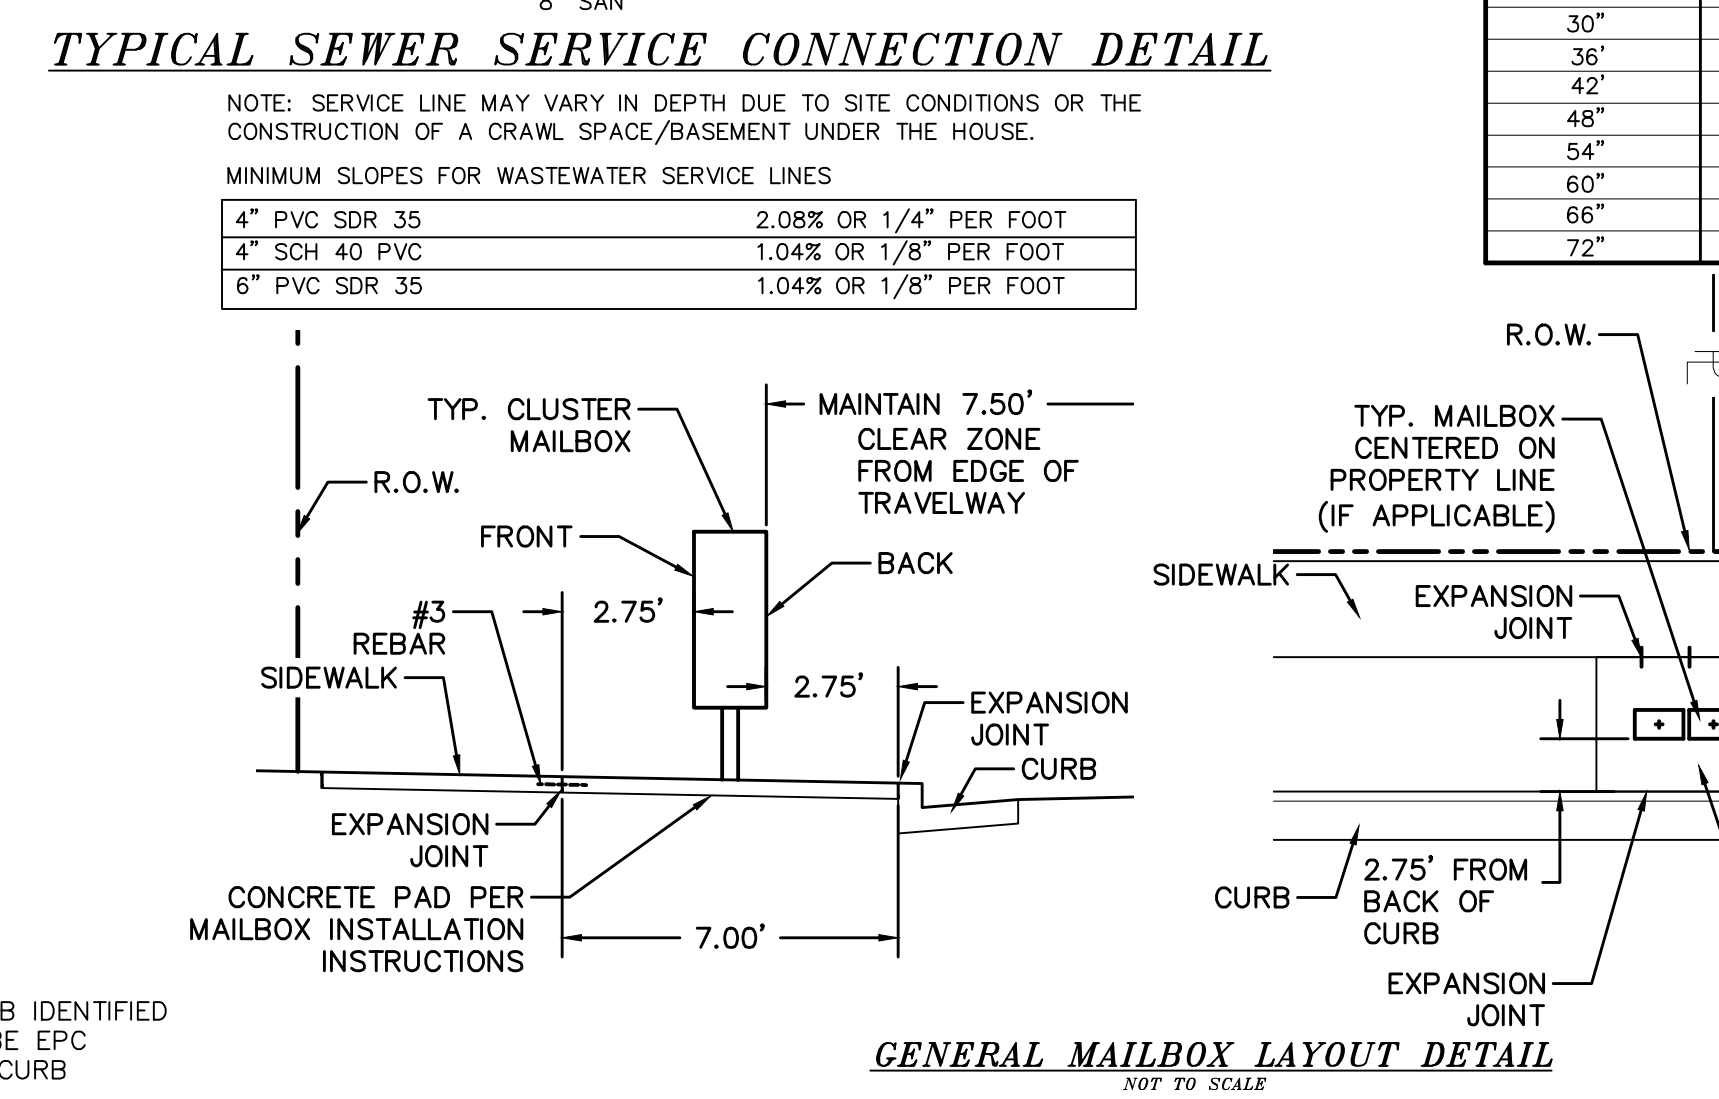 8" SAN
TYPICAL SEWER SERVICE CONNECTION DETAIL
NOTE: SERVICE LINE MAY VARY IN DEPTH DUE TO SITE CONDITIONS OR THE
CONSTRUCTION OF A CRAWL SPACE/BASEMENT UNDER THE HOUSE.
MINIMUM SLOPES FOR WASTEWATER SERVICE LINES
4" PVC SDR 35 2.08% OR 1/4" PER FOOT
4" SCH 40 PVC 1.04% OR 1/8" PER FOOT
6" PVC SDR 35 1.04% OR 1/8" PER FOOT
30"
36'
42'
48"
54"
60"
66"
72"
TYP. CLUSTER
MAILBOX
MAINTAIN 7.50'
CLEAR ZONE
FROM EDGE OF
TRAVELWAY
R.O.W.
FRONT
BACK
2.75'
#3
REBAR
SIDEWALK
2.75'
EXPANSION
JOINT
CURB
EXPANSION
JOINT
CONCRETE PAD PER
MAILBOX INSTALLATION
INSTRUCTIONS
7.00'
R.O.W.
TYP. MAILBOX
CENTERED ON
PROPERTY LINE
(IF APPLICABLE)
SIDEWALK
EXPANSION
JOINT
CURB
2.75' FROM
BACK OF
CURB
EXPANSION
JOINT
B IDENTIFIED
BE EPC
CURB
GENERAL MAILBOX LAYOUT DETAIL
NOT TO SCALE